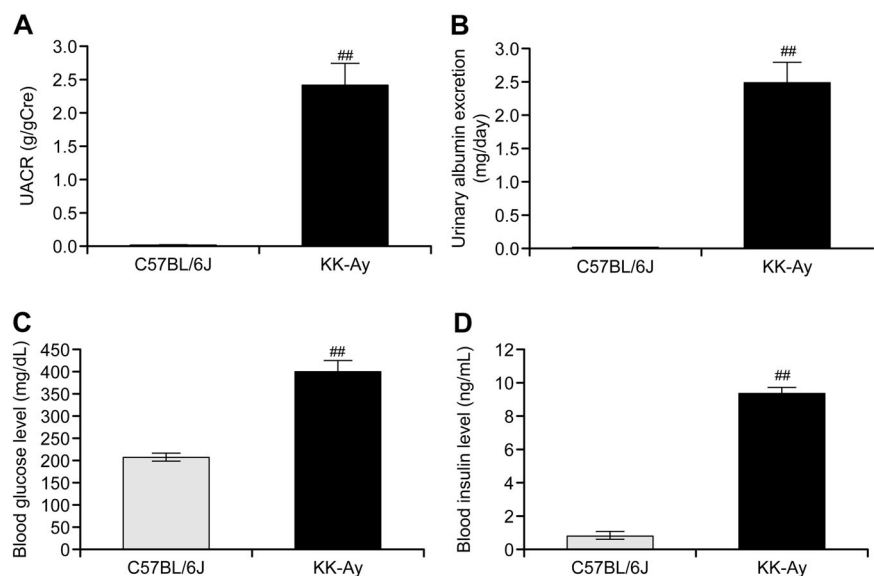 A
UACR (g/gCre)
3.0
2.5
2.0
1.5
1.0
0.5
0.0
##
C57BL/6J KK-Ay
B
Urinary albumin excretion
(mg/day)
3.0
2.5
2.0
1.5
1.0
0.5
0.0
##
C57BL/6J KK-Ay
C
Blood glucose level (mg/dL)
450
400
350
300
250
200
150
100
50
0
##
C57BL/6J KK-Ay
D
Blood insulin level (ng/mL)
12
10
8
6
4
2
0
##
C57BL/6J KK-Ay